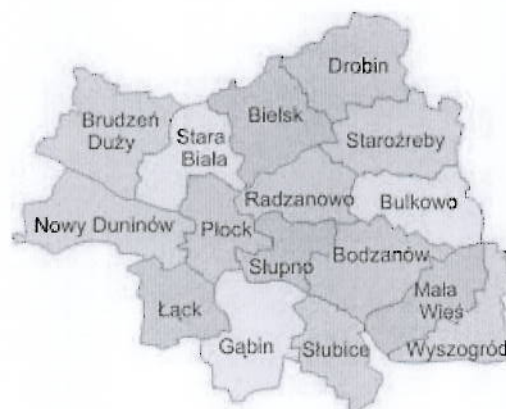 Drobin
Brudzeń
Duży
Bielsk
Stara
Biała
Staroźreby
Radzanowo
Bulkowo
Nowy Duninów
Płock
Bodzanów
Słupno
Mała
Więś
Łąck
Gąbin
Słubice
Wyszogród